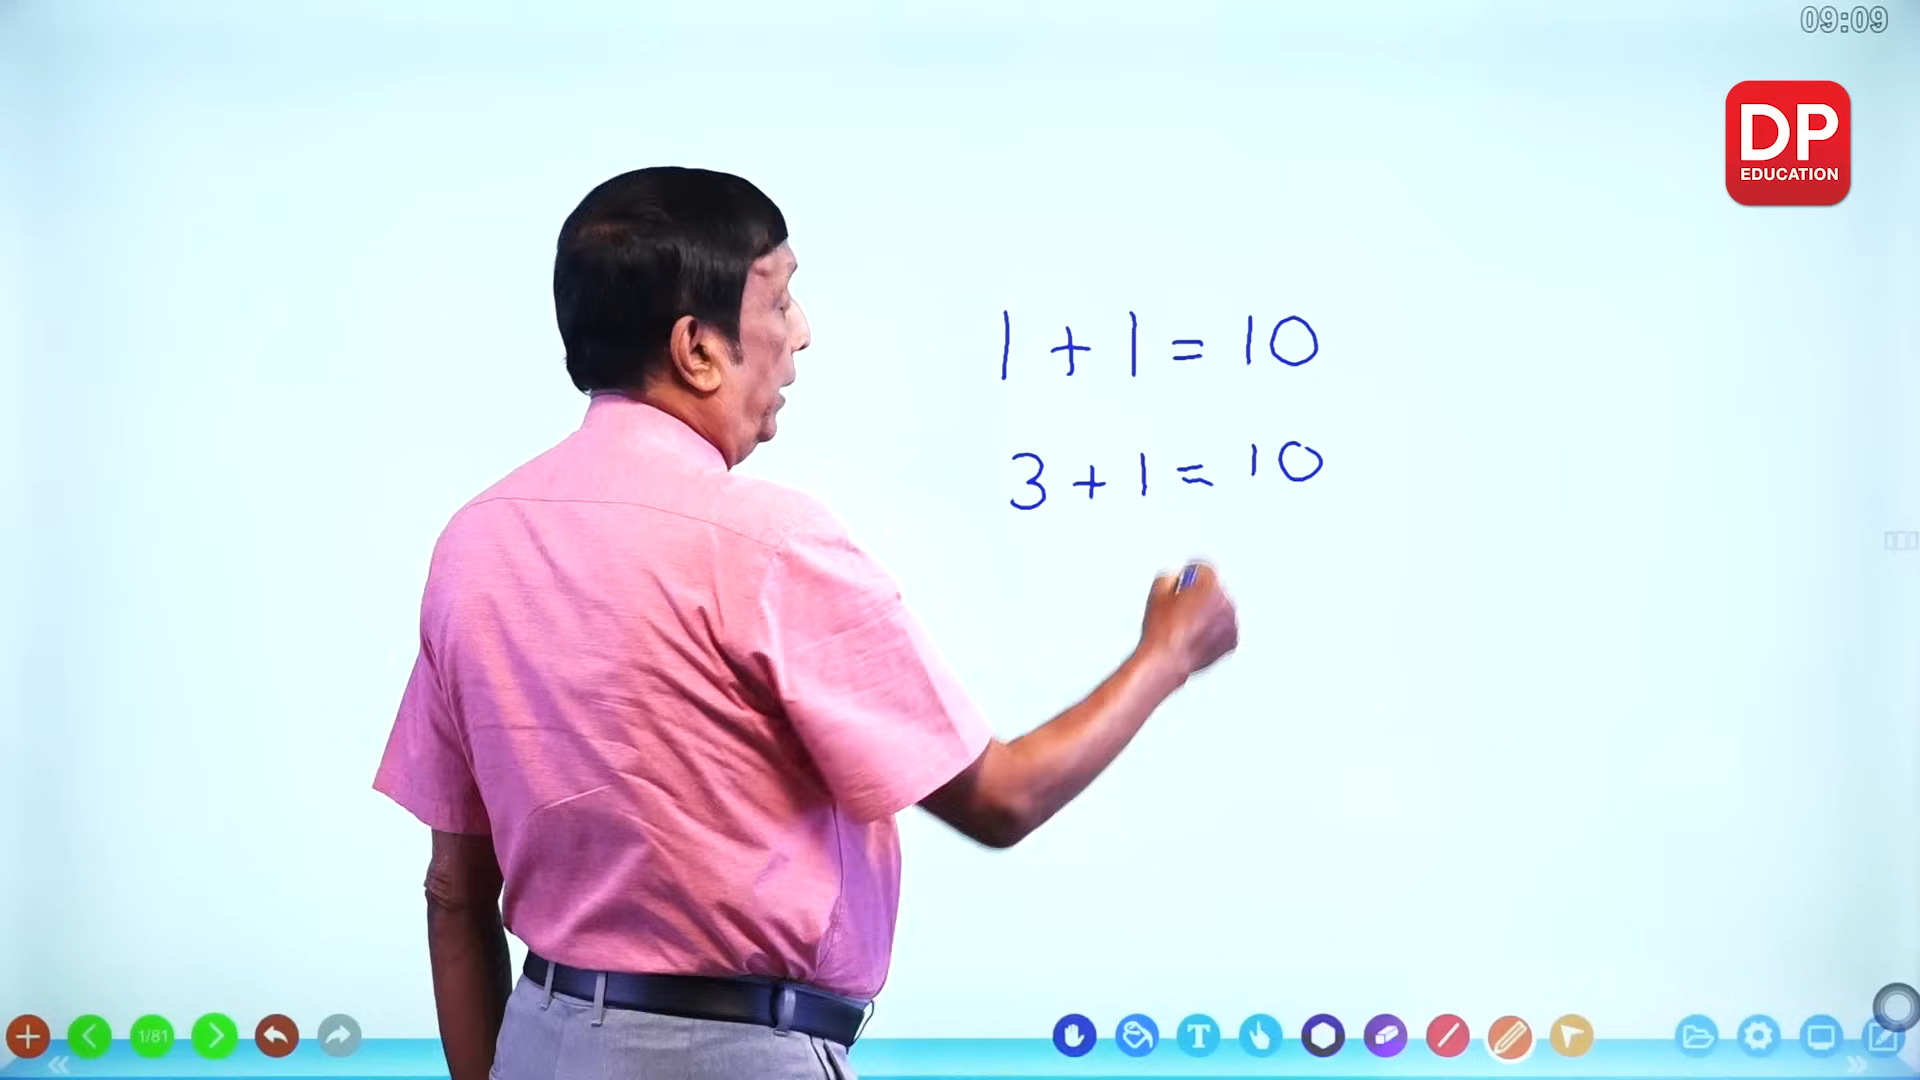 09:09
DP
EDUCATION
1 + 1 = 10
3 + 1 = 10
1/81
T